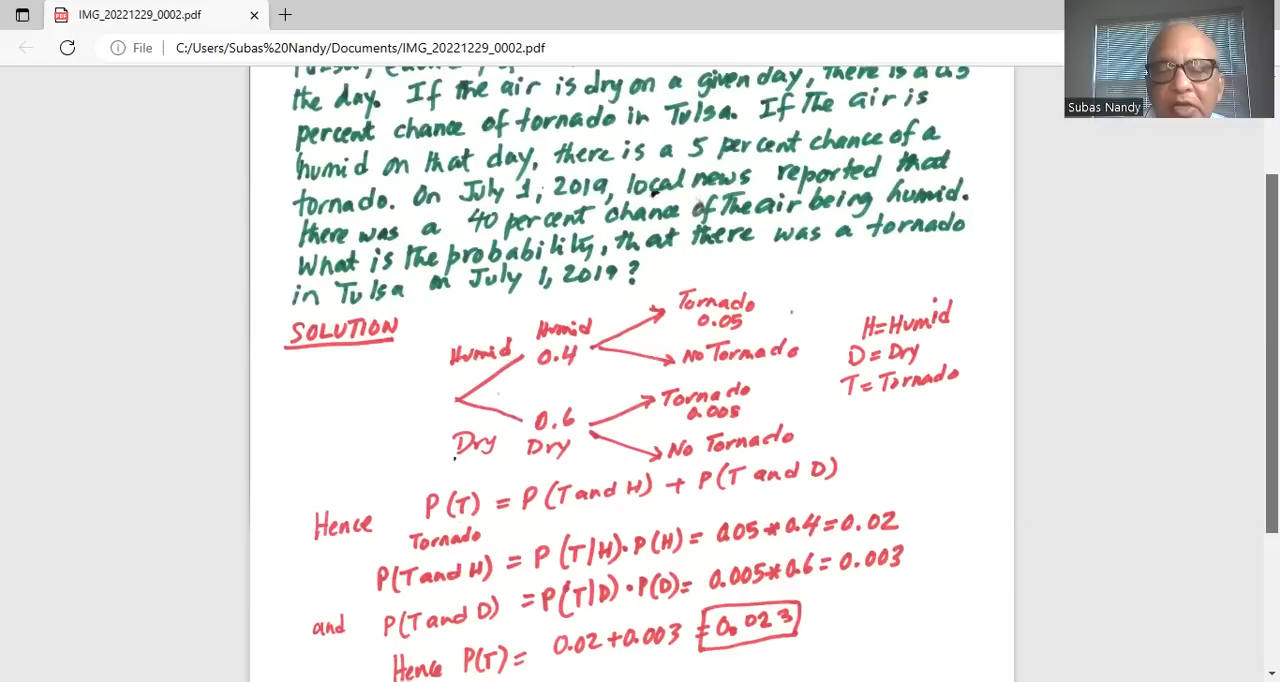 IMG_20221229_0002.pdf
File C:/Users/Subas%20Nandy/Documents/IMG_20221229_0002.pdf
Subas Nandy
Tulsa,
the day. If the air is dry on a given day, there is a 0.5
percent chance of tornado in Tulsa. If The air is
humid on that day, there is a 5 percent chance of a
tornado. On July 1, 2019, local news reported that
there was a 40 percent chance of The air being humid.
What is the probability, that there was a tornado
in Tulsa on July 1, 2019?
SOLUTION
Humid Humid 0.4
Tornado 0.05
No Tornado
Dry 0.6 Dry
Tornado 0.005
No Tornado
H = Humid
D = Dry
T = Tornado
Hence P(T) = P(T and H) + P(T and D)
Tornado
P(T and H) = P(T/H) · P(H) = 0.05 * 0.4 = 0.02
and P(T and D) = P(T/D) · P(D) = 0.005 * 0.6 = 0.003
Hence P(T) = 0.02 + 0.003 = 0.023